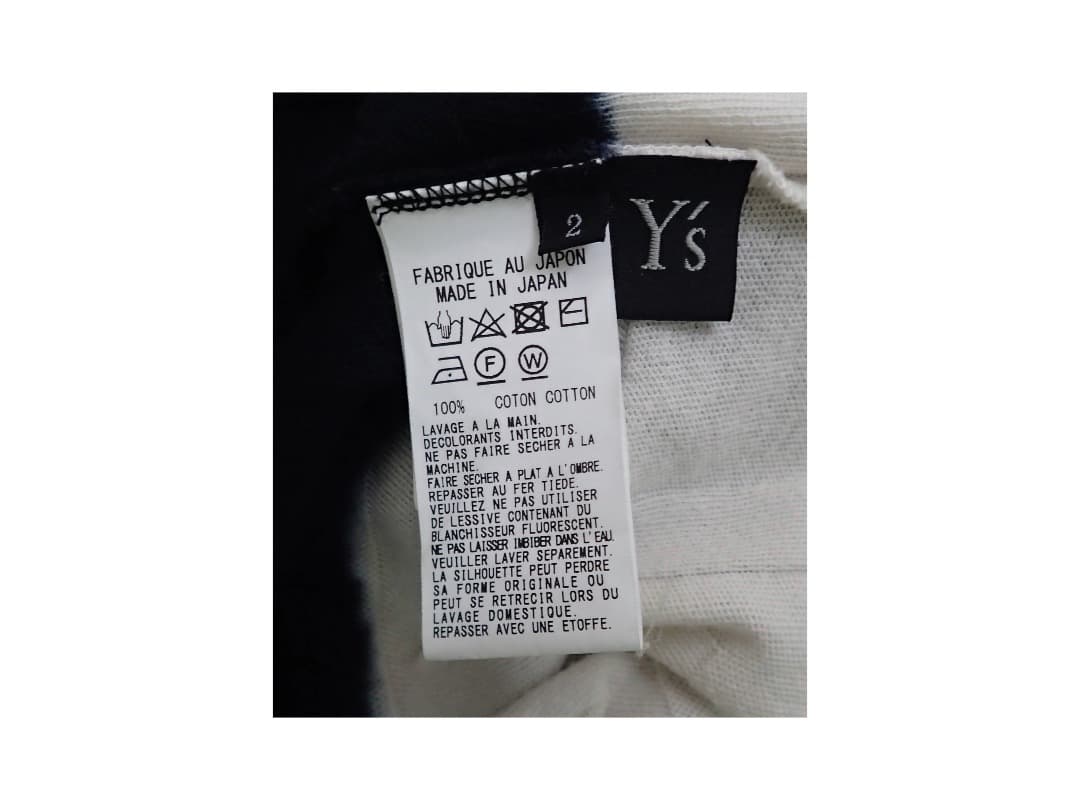 2
Y's
FABRIQUE AU JAPON
MADE IN JAPAN
F W
100% COTON COTTON
LAVAGE A LA MAIN.
DECOLORANTS INTERDITS.
NE PAS FAIRE SECHER A LA
MACHINE.
FAIRE SECHER A PLAT A L'OMBRE.
REPASSER AU FER TIEDE.
VEUILLEZ NE PAS UTILISER
DE LESSIVE CONTENANT DU
BLANCHISSEUR FLUORESCENT.
NE PAS LAISSER IMBIBER DANS L'EAU.
VEUILLER LAVER SEPAREMENT.
LA SILHOUETTE PEUT PERDRE
SA FORME ORIGINALE OU
PEUT SE RETRECIR LORS DU
LAVAGE DOMESTIQUE.
REPASSER AVEC UNE ETOFFE.